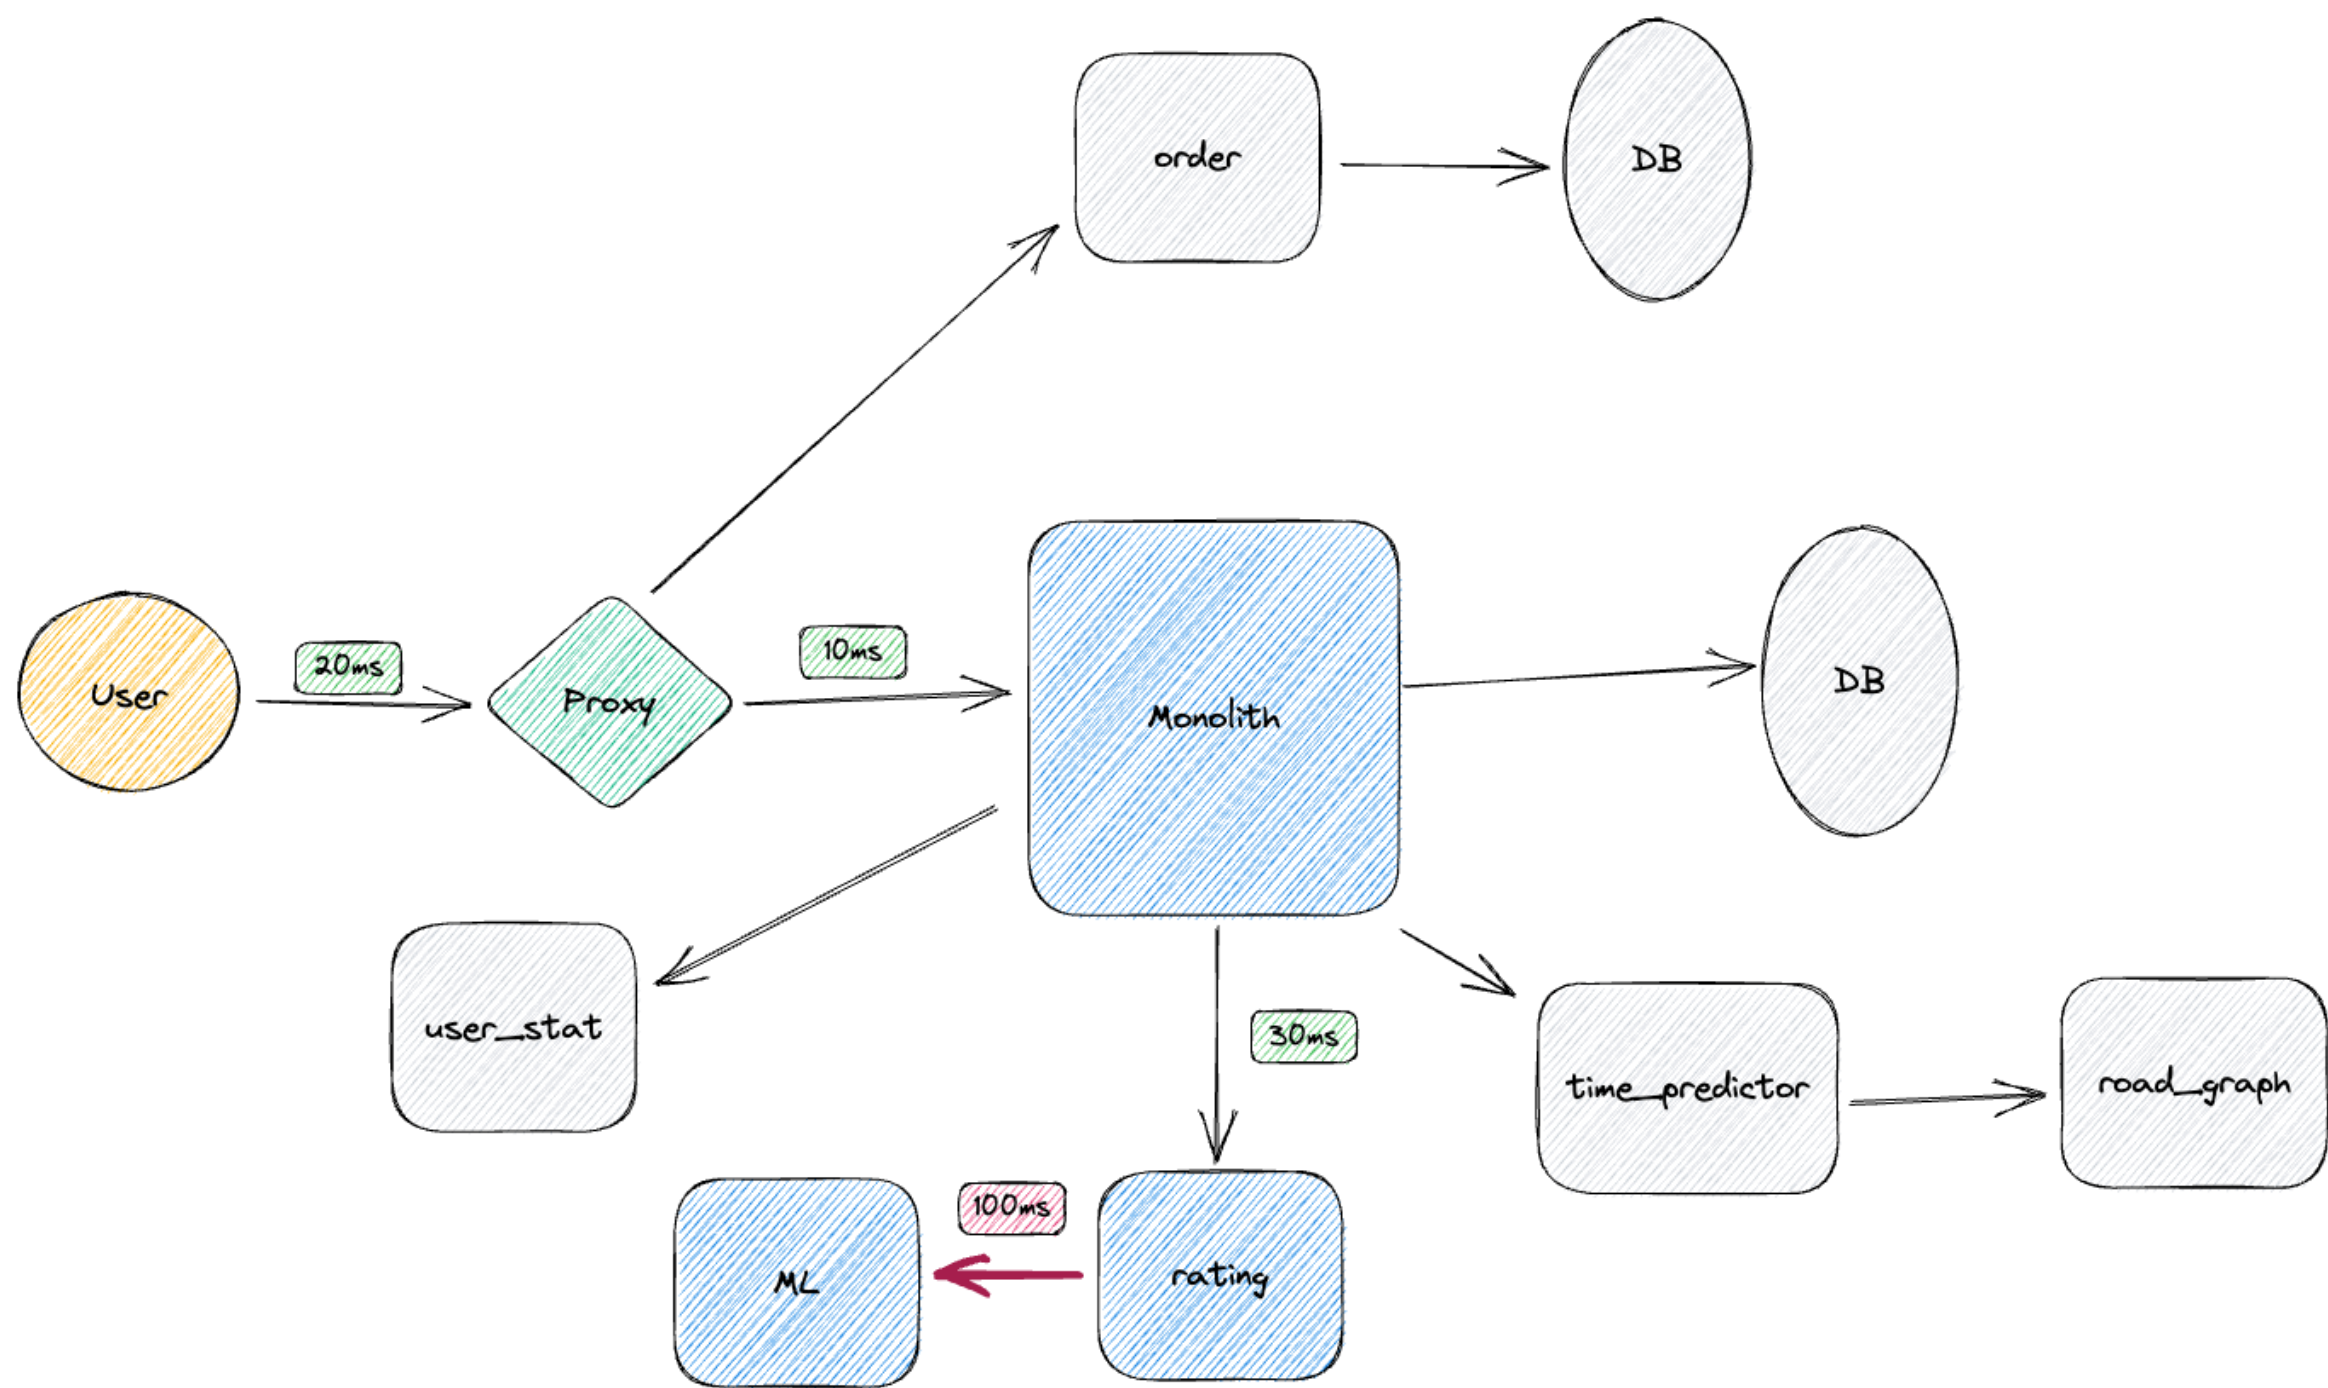 order
DB
User
20ms
Proxy
10ms
Monolith
DB
user_stat
30ms
time_predictor
road_graph
ML
100ms
rating